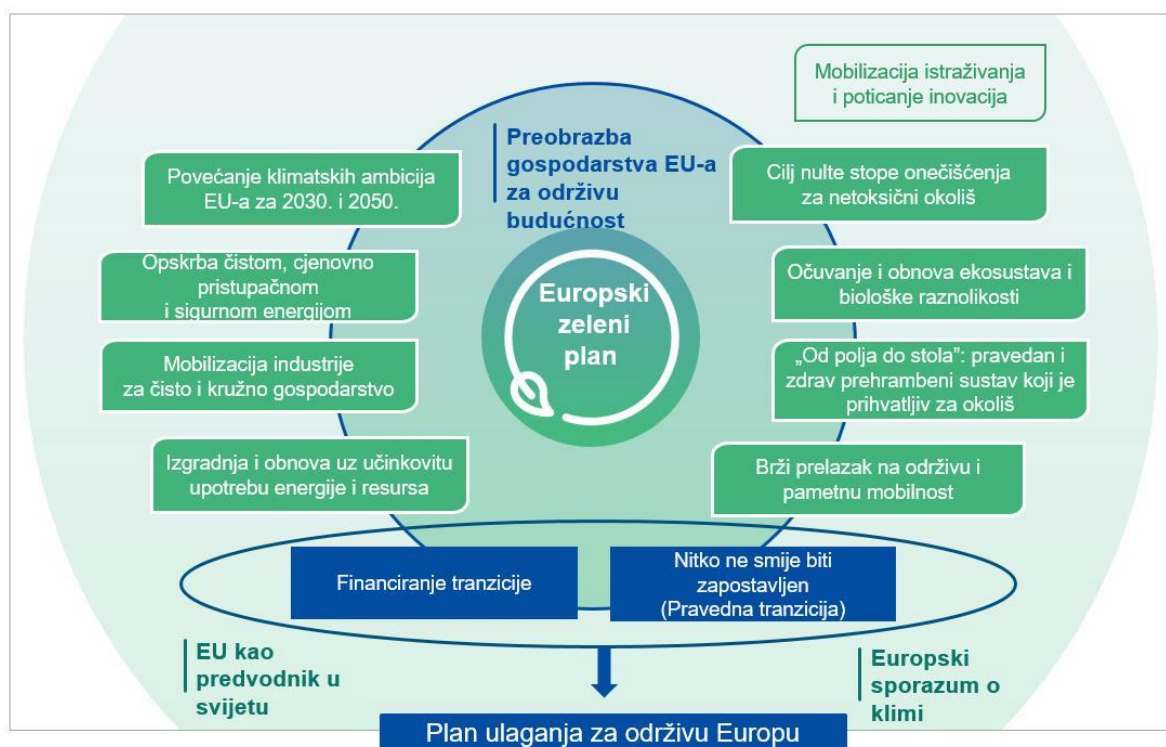 Mobilizacija istraživanja
i poticanje inovacija
Preobrazba
gospodarstva EU-a
za održivu
budućnost
Povećanje klimatskih ambicija
EU-a za 2030. i 2050.
Cilj nulte stope onečišćenja
za netoksični okoliš
Opskrba čistom, cjenovno
pristupačnom
i sigurnom energijom
Europski
zeleni
plan
Očuvanje i obnova ekosustava i
biološke raznolikosti
Mobilizacija industrije
za čisto i kružno gospodarstvo
„Od polja do stola”: pravedan i
zdrav prehrambeni sustav koji je
prihvatljiv za okoliš
Izgradnja i obnova uz učinkovitu
upotrebu energije i resursa
Brži prelazak na održivu i
pametnu mobilnost
Financiranje tranzicije
Nitko ne smije biti
zapostavljen
(Pravedna tranzicija)
EU kao
predvodnik u
svijetu
Europski
sporazum o
klimi
Plan ulaganja za održivu Europu